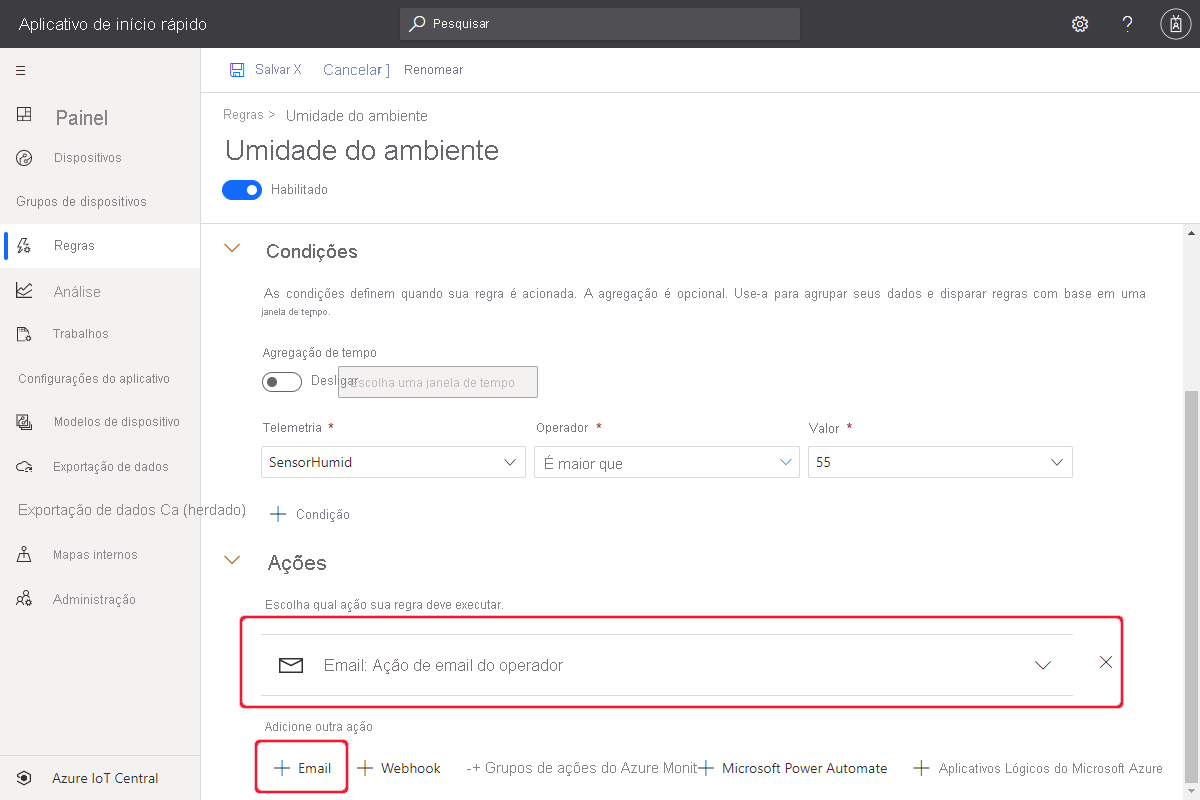 Aplicativo de início rápido
Pesquisar
?
Salvar X Cancelar ] Renomear
Painel
Dispositivos
Grupos de dispositivos
Regras
Análise
Trabalhos
Configurações do aplicativo
Modelos de dispositivo
Exportação de dados
Exportação de dados Ca (herdado)
Mapas internos
Administração
Azure IoT Central
Regras > Umidade do ambiente
Umidade do ambiente
Habilitado
Condições
As condições definem quando sua regra é acionada. A agregação é opcional. Use-a para agrupar seus dados e disparar regras com base em uma
janela de tempo.
Agregação de tempo
Desligar Escolha uma janela de tempo
Telemetria * Operador * Valor *
SensorHumid É maior que 55
+ Condição
Ações
Escolha qual ação sua regra deve executar.
Email: Ação de email do operador
Adicione outra ação
+ Email + Webhook -+ Grupos de ações do Azure Monit + Microsoft Power Automate + Aplicativos Lógicos do Microsoft Azure